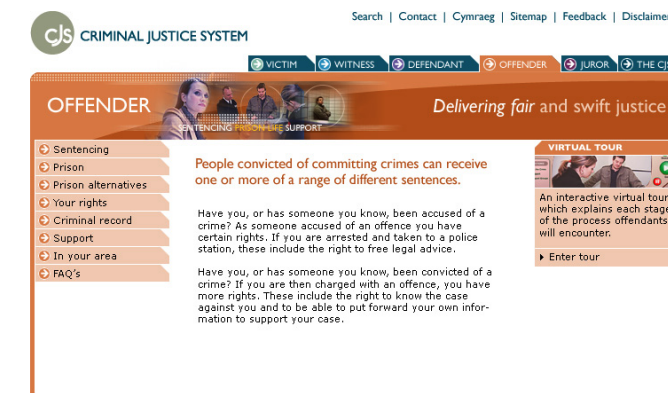 Search | Contact | Cymraeg | Sitemap | Feedback | Disclaimer
cjs CRIMINAL JUSTICE SYSTEM
VICTIM WITNESS DEFENDANT OFFENDER JUROR THE CJS
OFFENDER
Delivering fair and swift justice
SENTENCING PRISON LIFE SUPPORT
Sentencing
Prison
Prison alternatives
Your rights
Criminal record
Support
In your area
FAQ's
People convicted of committing crimes can receive
one or more of a range of different sentences.
Have you, or has someone you know, been accused of a
crime? As someone accused of an offence you have
certain rights. If you are arrested and taken to a police
station, these include the right to free legal advice.
Have you, or has someone you know, been convicted of a
crime? If you are then charged with an offence, you have
more rights. These include the right to know the case
against you and to be able to put forward your own infor-
mation to support your case.
VIRTUAL TOUR
An interactive virtual tour
which explains each stage
of the process offendants
will encounter.
Enter tour